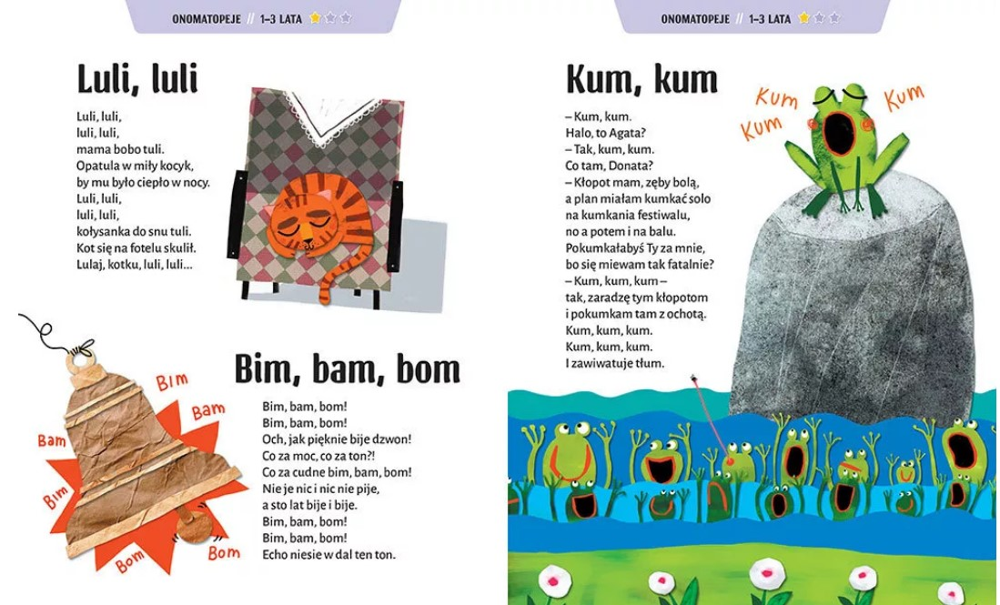 ONOMATOPEJE // 1–3 LATA
Luli, luli
Luli, luli,
luli, luli,
mama bobo tuli.
Opatula w miły kocyk,
by mu było ciepło w nocy.
Luli, luli,
luli, luli,
kołysanka do snu tuli.
Kot się na fotelu skulił.
Lulaj, kotku, luli, luli...
Bim, bam, bom
Bim, bam, bom!
Bim, bam, bom!
Och, jak pięknie bije dzwon!
Co za moc, co za ton?!
Co za cudne bim, bam, bom!
Nie je nic i nic nie pije,
a sto lat bije i bije.
Bim, bam, bom!
Bim, bam, bom!
Echo niesie w dal ten ton.
Bim
Bam
Bam
Bim
Bom
Bom
ONOMATOPEJE // 1–3 LATA
Kum, kum
– Kum, kum.
Halo, to Agata?
– Tak, kum, kum.
Co tam, Donata?
– Kłopot mam, zęby bolą,
a plan miałam kumkać solo
na kumkania festiwalu,
no a potem i na balu.
Pokumkałabyś Ty za mnie,
bo się miewam tak fatalnie?
– Kum, kum, kum –
tak, zaradzę tym kłopotom
i pokumkam tam z ochotą.
Kum, kum, kum.
Kum, kum, kum.
I zawiwatuje tłum.
Kum
Kum
Kum